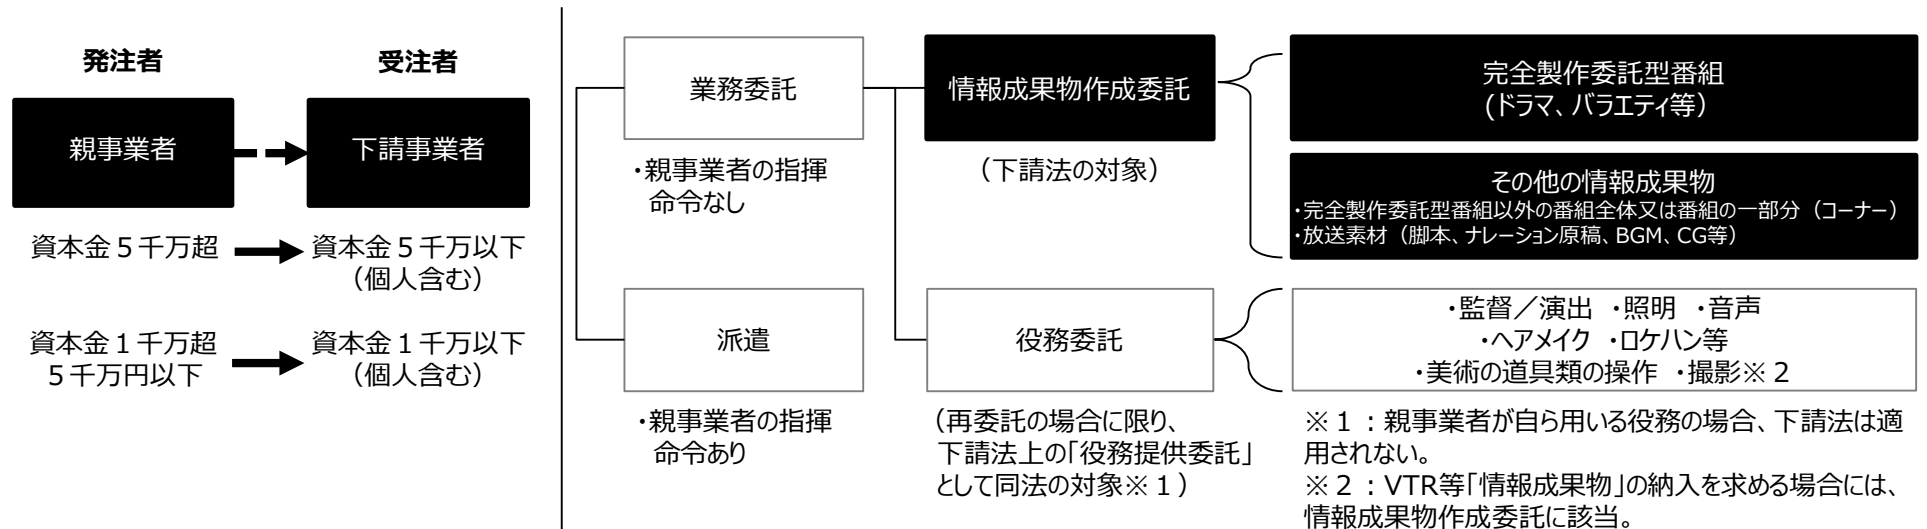 発注者
受注者
親事業者
下請事業者
資本金5千万超
資本金5千万以下
（個人含む）
資本金1千万超
5千万円以下
資本金1千万以下
（個人含む）
業務委託
・親事業者の指揮
命令なし
派遣
・親事業者の指揮
命令あり
情報成果物作成委託
（下請法の対象）
役務委託
（再委託の場合に限り、
下請法上の「役務提供委託」
として同法の対象※1）
完全製作委託型番組
(ドラマ、バラエティ等）
その他の情報成果物
・完全製作委託型番組以外の番組全体又は番組の一部分（コーナー）
・放送素材（脚本、ナレーション原稿、BGM、CG等）
・監督／演出 ・照明 ・音声
・ヘアメイク ・ロケハン等
・美術の道具類の操作 ・撮影※2
※1：親事業者が自ら用いる役務の場合、下請法は適
用されない。
※2：VTR等「情報成果物」の納入を求める場合には、
情報成果物作成委託に該当。